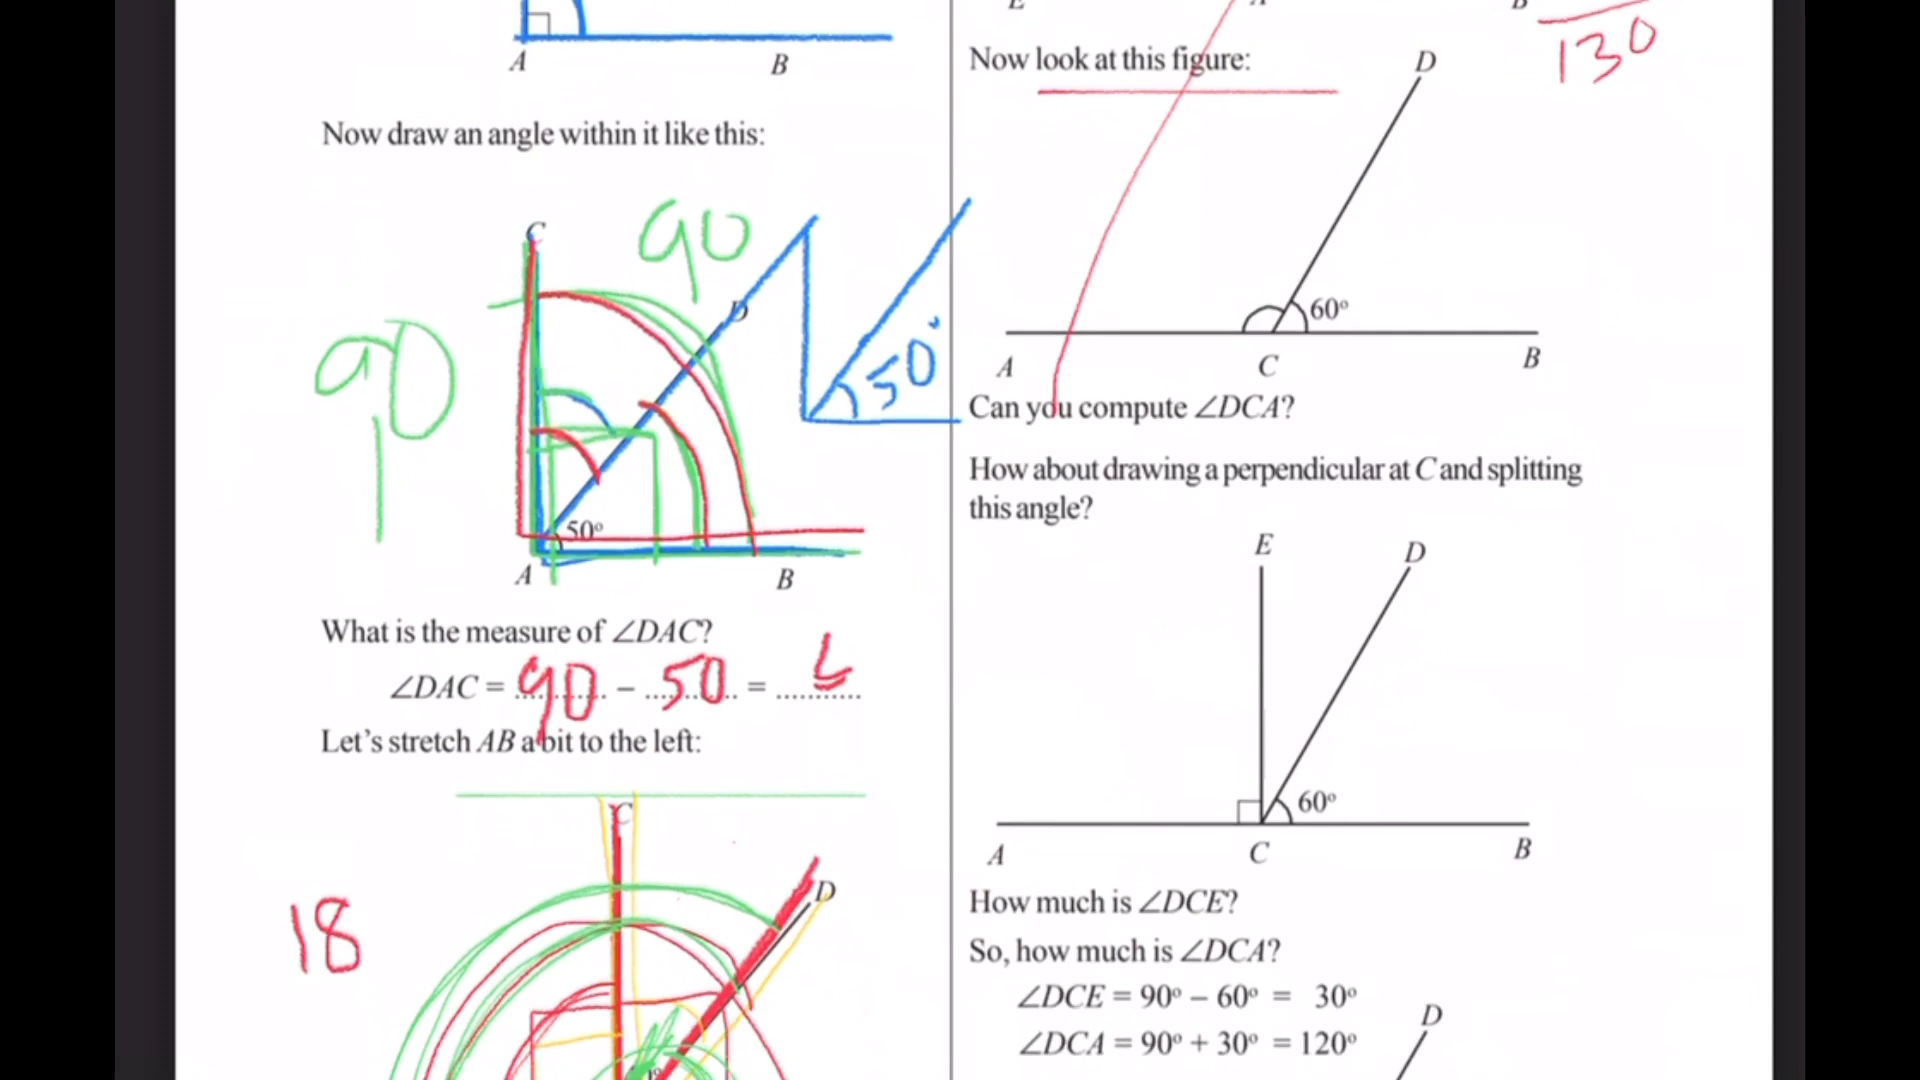 A B
Now draw an angle within it like this:
C
90
D
90
50°
50°
A B
What is the measure of ∠DAC?
∠DAC = 90 – 50 =
Let's stretch AB a bit to the left:
C
D
18
130
Now look at this figure:
D
60°
A C B
Can you compute ∠DCA?
How about drawing a perpendicular at C and splitting
this angle?
E D
60°
A C B
How much is ∠DCE?
So, how much is ∠DCA?
∠DCE = 90° – 60° = 30°
∠DCA = 90° + 30° = 120°
D